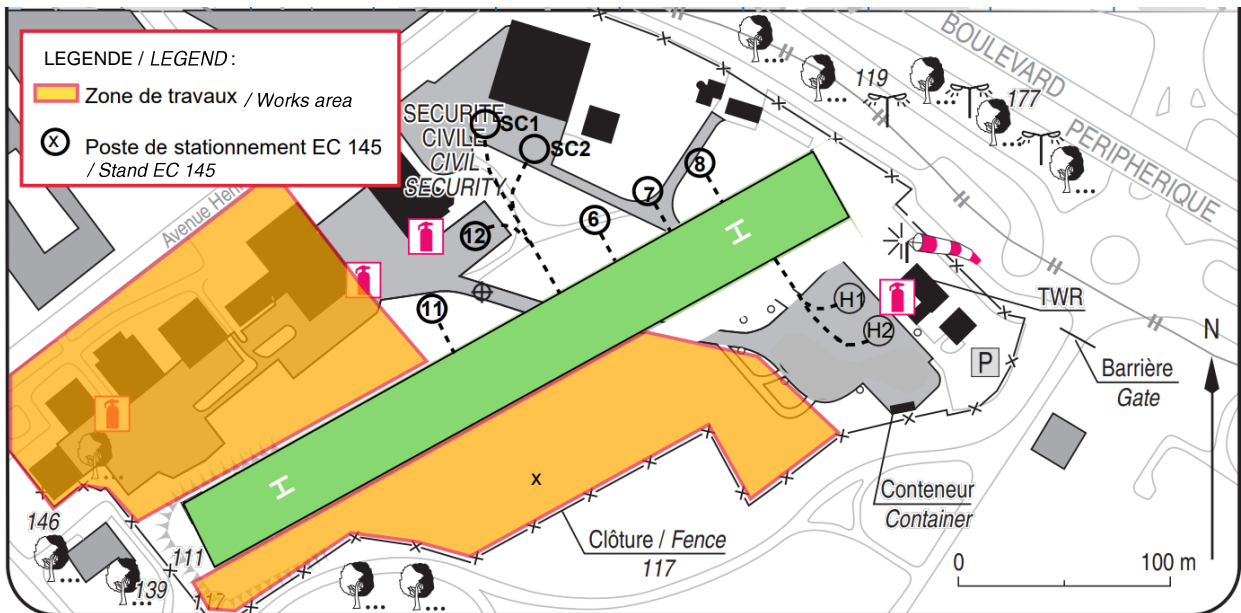 LEGENDE / LEGEND :
Zone de travaux / Works area
X
Poste de stationnement EC 145
/ Stand EC 145
BOULEVARD
PERIPHERIQUE
119
177
SECURITE
CIVILE
CIVIL
SECURITY
SC1
SC2
8
7
6
12
11
H
H1
H2
TWR
N
P
Barrière
Gate
x
Conteneur
Container
Clôture / Fence
117
0
100 m
H
146
139
111
117